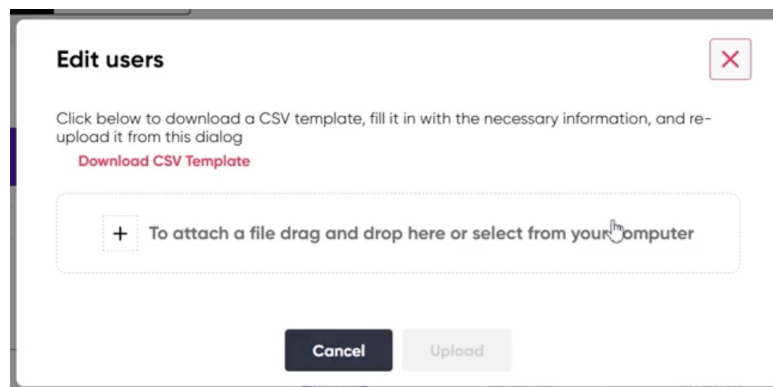 Edit users
Click below to download a CSV template, fill it in with the necessary information, and re-
upload it from this dialog
Download CSV Template
To attach a file drag and drop here or select from your computer
Cancel
Upload